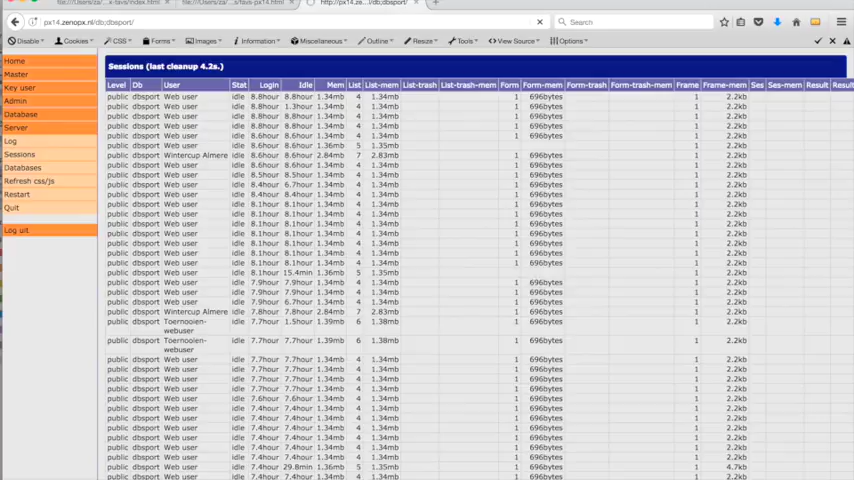 file:///Users/za/ ...s-favs/index.html
file:///Users/za/ ...s/favs-px14.html
http://px14.ze...l/db;dbsport/
px14.zenopx.nl/db;dbsport/
Search
Disable Cookies CSS Forms Images Information Miscellaneous Outline Resize Tools View Source Options
Home
Master
Key user
Admin
Database
Server
Log
Sessions
Databases
Refresh css/js
Restart
Quit
Log uit
Sessions (last cleanup 4.2s.)
Level Db User Stat Login Idle Mem List List-mem List-trash List-trash-mem Form Form-mem Form-trash Form-trash-mem Frame Frame-mem Ses Ses-mem Result Result
public dbsport Web user idle 8.8hour 8.8hour 1.34mb 4 1.34mb 1 696bytes 1 2.2kb
public dbsport Web user idle 8.8hour 1.3hour 1.34mb 4 1.34mb 1 696bytes 1 2.2kb
public dbsport Web user idle 8.8hour 8.8hour 1.34mb 4 1.34mb 1 696bytes 1 2.2kb
public dbsport Web user idle 8.8hour 8.8hour 1.34mb 4 1.34mb 1 696bytes 1 2.2kb
public dbsport Web user idle 8.8hour 8.8hour 1.34mb 4 1.34mb 1 696bytes 1 2.2kb
public dbsport Web user idle 8.6hour 8.6hour 1.36mb 5 1.35mb 1 2.2kb
public dbsport Wintercup Almere idle 8.6hour 8.6hour 2.84mb 7 2.83mb 1 696bytes 1 2.2kb
public dbsport Web user idle 8.6hour 8.6hour 1.34mb 4 1.34mb 1 696bytes 1 2.2kb
public dbsport Web user idle 8.5hour 8.5hour 1.34mb 4 1.34mb 1 696bytes 1 2.2kb
public dbsport Web user idle 8.4hour 6.7hour 1.34mb 4 1.34mb 1 696bytes 1 2.2kb
public dbsport Web user idle 8.4hour 8.4hour 1.34mb 4 1.34mb 1 696bytes 1 2.2kb
public dbsport Web user idle 8.1hour 8.1hour 1.34mb 4 1.34mb 1 696bytes 1 2.2kb
public dbsport Web user idle 8.1hour 8.1hour 1.34mb 4 1.34mb 1 696bytes 1 2.2kb
public dbsport Web user idle 8.1hour 8.1hour 1.34mb 4 1.34mb 1 696bytes 1 2.2kb
public dbsport Web user idle 8.1hour 8.1hour 1.34mb 4 1.34mb 1 696bytes 1 2.2kb
public dbsport Web user idle 8.1hour 8.1hour 1.34mb 4 1.34mb 1 696bytes 1 2.2kb
public dbsport Web user idle 8.1hour 8.1hour 1.34mb 4 1.34mb 1 696bytes 1 2.2kb
public dbsport Web user idle 8.1hour 8.1hour 1.34mb 4 1.34mb 1 696bytes 1 2.2kb
public dbsport Web user idle 8.1hour 15.4min 1.36mb 5 1.35mb 1 2.2kb
public dbsport Web user idle 7.9hour 7.9hour 1.34mb 4 1.34mb 1 696bytes 1 2.2kb
public dbsport Web user idle 7.9hour 7.9hour 1.34mb 4 1.34mb 1 696bytes 1 2.2kb
public dbsport Web user idle 7.9hour 6.7hour 1.34mb 4 1.34mb 1 696bytes 1 2.2kb
public dbsport Wintercup Almere idle 7.8hour 7.8hour 2.84mb 7 2.83mb 1 696bytes 1 2.2kb
public dbsport Toernooien- idle 7.7hour 1.5hour 1.39mb 6 1.38mb 1 696bytes 1 2.2kb
webuser
public dbsport Toernooien- idle 7.7hour 7.7hour 1.39mb 6 1.38mb 1 696bytes 1 2.2kb
webuser
public dbsport Web user idle 7.7hour 7.7hour 1.34mb 4 1.34mb 1 696bytes 1 2.2kb
public dbsport Web user idle 7.7hour 7.7hour 1.34mb 4 1.34mb 1 696bytes 1 2.2kb
public dbsport Web user idle 7.7hour 7.7hour 1.34mb 4 1.34mb 1 696bytes 1 2.2kb
public dbsport Web user idle 7.7hour 7.7hour 1.34mb 4 1.34mb 1 696bytes 1 2.2kb
public dbsport Web user idle 7.6hour 7.6hour 1.34mb 4 1.34mb 1 696bytes 1 2.2kb
public dbsport Web user idle 7.4hour 7.4hour 1.34mb 4 1.34mb 1 696bytes 1 2.2kb
public dbsport Web user idle 7.4hour 7.4hour 1.34mb 4 1.34mb 1 696bytes 1 2.2kb
public dbsport Web user idle 7.4hour 7.4hour 1.34mb 4 1.34mb 1 696bytes 1 2.2kb
public dbsport Web user idle 7.4hour 7.4hour 1.34mb 4 1.34mb 1 696bytes 1 2.2kb
public dbsport Web user idle 7.4hour 7.4hour 1.34mb 4 1.34mb 1 696bytes 1 2.2kb
public dbsport Web user idle 7.4hour 7.4hour 1.34mb 4 1.34mb 1 696bytes 1 2.2kb
public dbsport Web user idle 7.4hour 29.8min 1.36mb 5 1.35mb 1 4.7kb
public dbsport Web user idle 7.4hour 7.4hour 1.34mb 4 1.34mb 1 696bytes 1 2.2kb